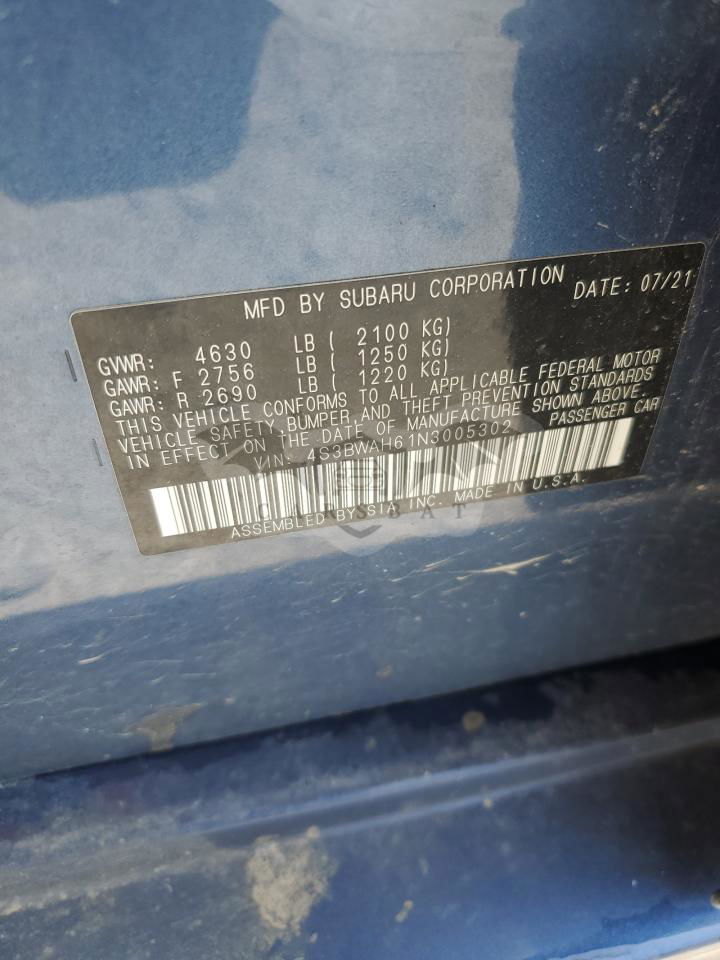 MFD BY SUBARU CORPORATION DATE: 07/21
GVWR: 4630 LB ( 2100 KG)
GAWR: F 2756 LB ( 1250 KG)
GAWR: R 2690 LB ( 1220 KG)
THIS VEHICLE CONFORMS TO ALL APPLICABLE FEDERAL MOTOR
VEHICLE SAFETY, BUMPER AND THEFT PREVENTION STANDARDS
IN EFFECT ON THE DATE OF MANUFACTURE SHOWN ABOVE.
VIN: 4S3BWAH61N3005302 PASSENGER CAR
ASSEMBLED BY SIA INC. MADE IN U.S.A.
CARSBAT